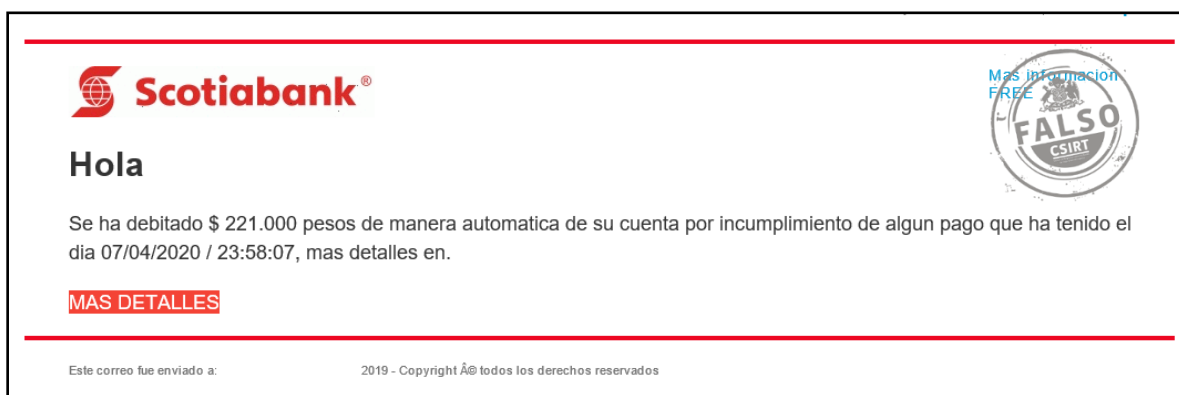 Scotiabank®
Mas informacion
FREE
FALSO
CSIRT
Hola
Se ha debitado $ 221.000 pesos de manera automatica de su cuenta por incumplimiento de algun pago que ha tenido el
dia 07/04/2020 / 23:58:07, mas detalles en.
MAS DETALLES
Este correo fue enviado a: 2019 - Copyright Â© todos los derechos reservados